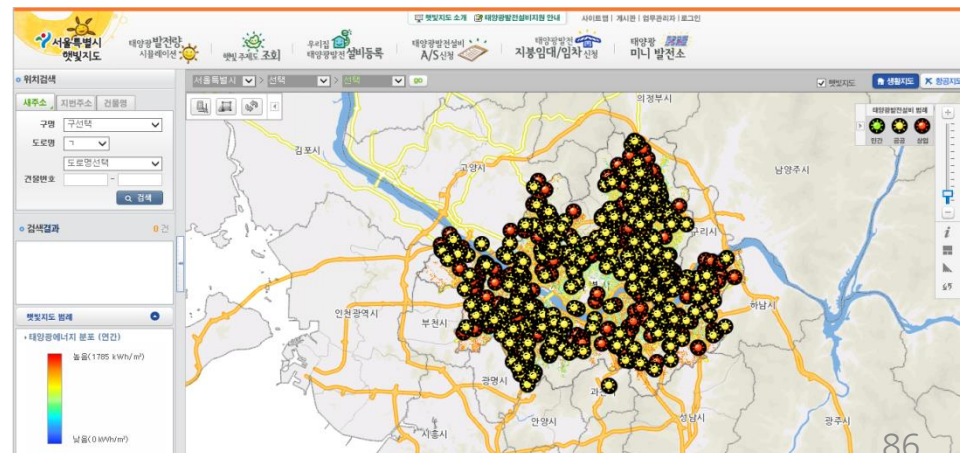 햇빛지도 소개 태양광발전설비지원 안내 사이트맵 | 게시판 | 업무관리자 | 로그인
서울특별시
햇빛지도
태양광발전량
시뮬레이션
햇빛주제도 조회
우리집
태양광발전 설비등록
태양광발전설비
A/S신청
태양광발전
지붕임대/임차 신청
태양광
미니 발전소
위치검색
서울특별시 > 선택 > 선택 go
햇빛지도 생활지도 항공지도
새주소 지번주소 건물명
구명 구선택
도로명 ㄱ
도로명선택
건물번호 -
검색
검색결과 0 건
햇빛지도 범례
태양광에너지 분포 (연간)
높음(1785 kWh/m²)
낮음(0 kWh/m²)
태양광발전설비 범례
민간 공공 상업
의정부시
김포시
고양시
남양주시
구리시
하남시
인천광역시
부천시
광명시
과천시
안양시
성남시
광주시
시흥시
86